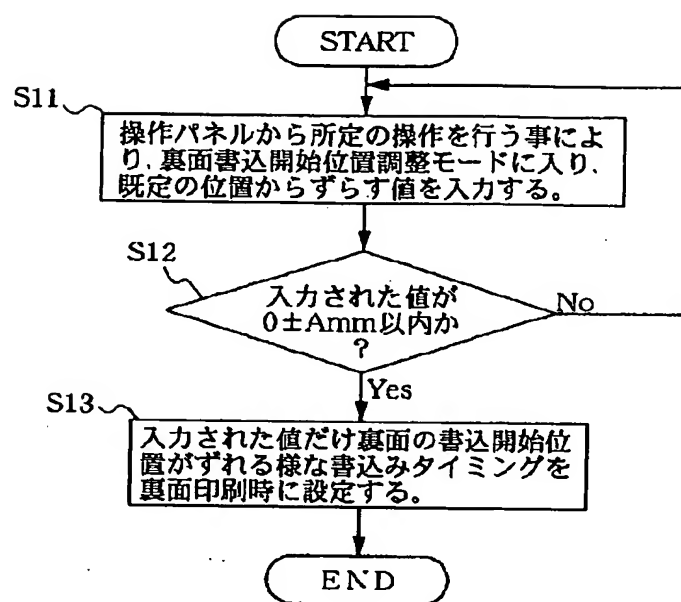 START
S11
操作パネルから所定の操作を行う事によ
り、裏面書込開始位置調整モードに入り、
既定の位置からずらす値を入力する。
S12
入力された値が
0±Amm以内か
?
No
Yes
S13
入力された値だけ裏面の書込開始位
置がずれる様な書込みタイミングを
裏面印刷時に設定する。
END